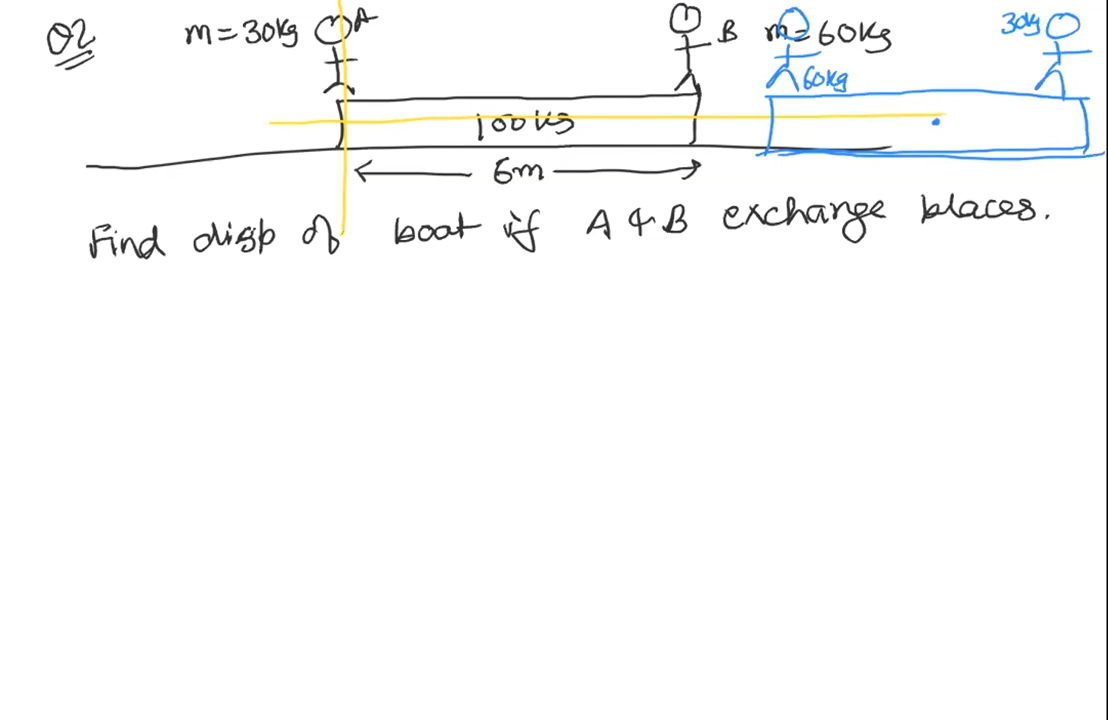 Q2 m=30kg A B m=60kg 30kg
60kg
100kg
6m
Find disp of boat if A & B exchange places.